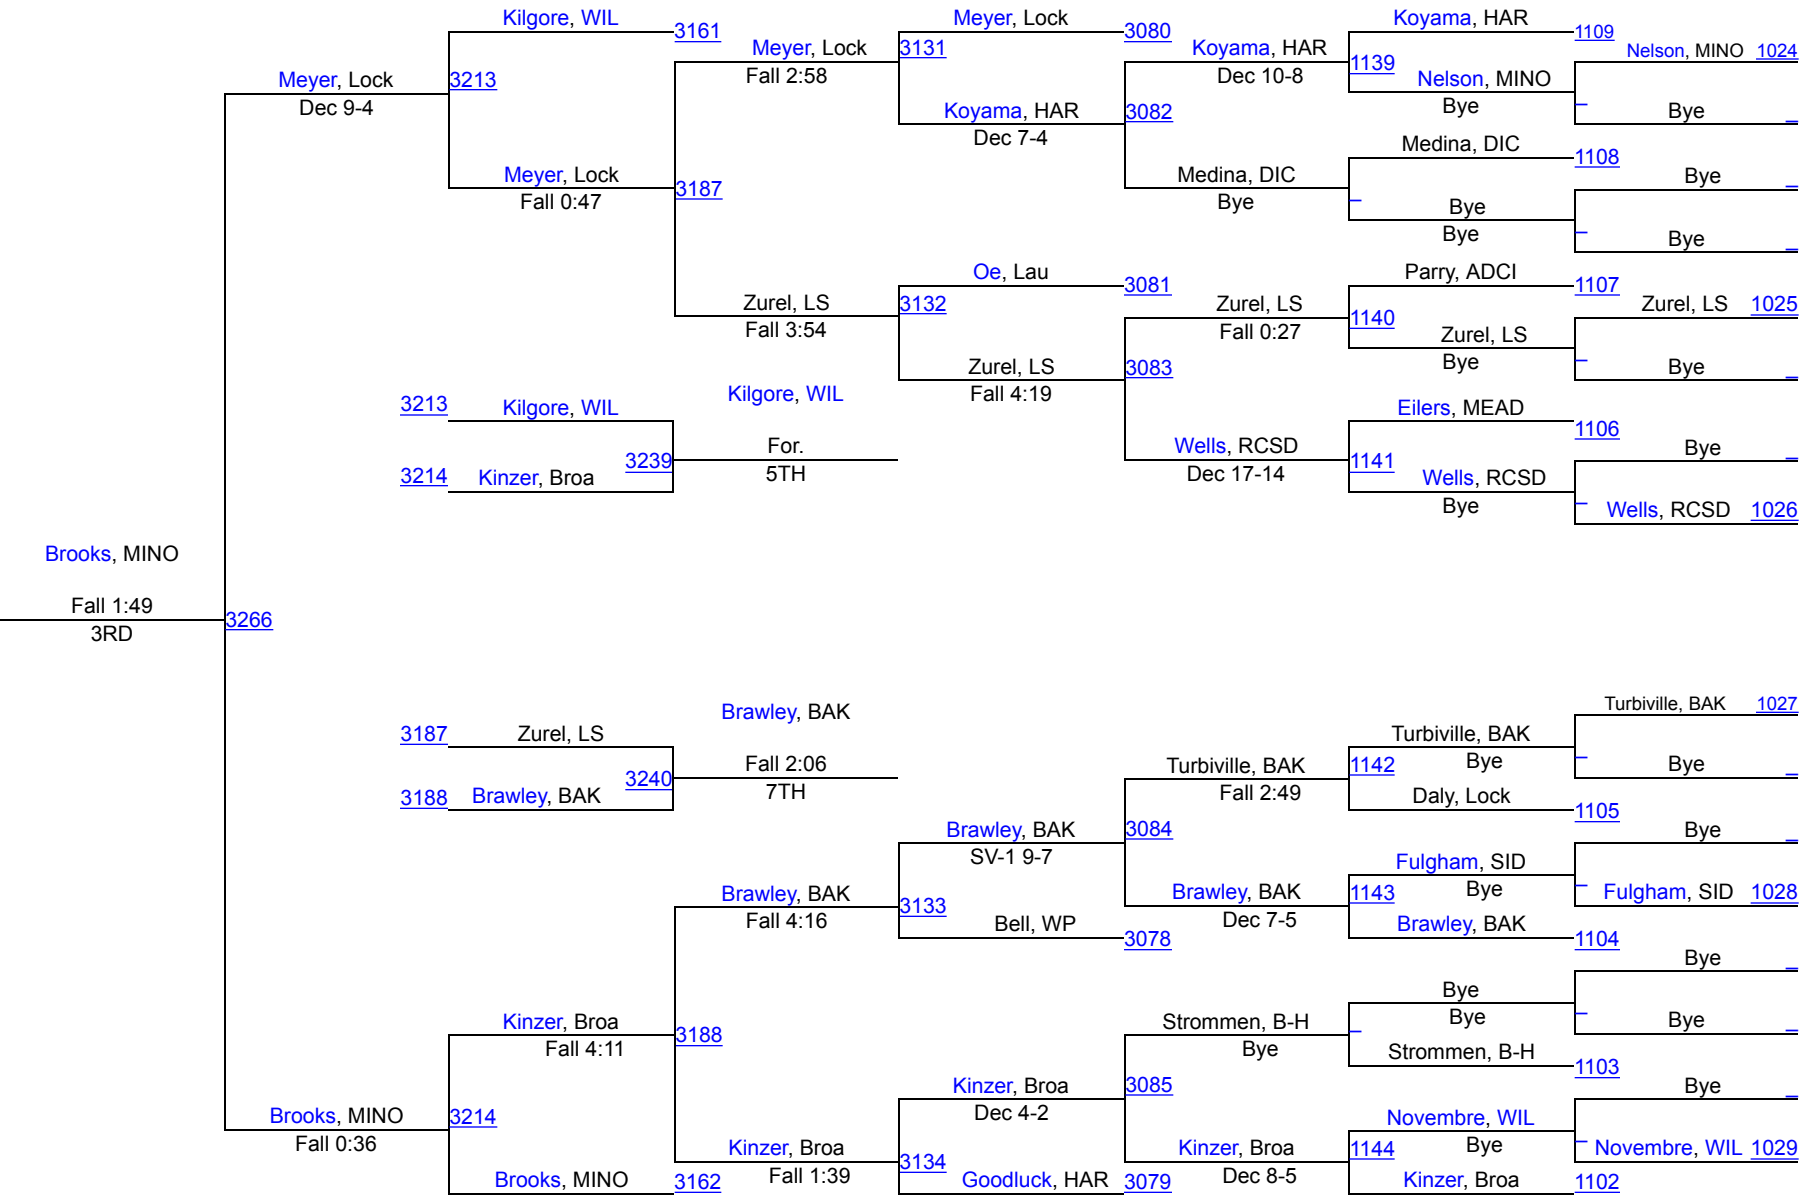 Kilgore, WIL
3161
Meyer, Lock
3080
Koyama, HAR
1109
Meyer, Lock
Fall 2:58
3131
Koyama, HAR
Dec 10-8
1139
Nelson, MINO 1024
Meyer, Lock
Dec 9-4
3213
Nelson, MINO
Bye
_
Bye
_
Koyama, HAR
Dec 7-4
3082
Medina, DIC
1108
Meyer, Lock
Fall 0:47
3187
Medina, DIC
Bye
_
Bye
_
Bye
Bye
_
Bye
_
Oe, Lau
3081
Parry, ADCI
1107
Zurel, LS
Fall 3:54
3132
Zurel, LS
Fall 0:27
1140
Zurel, LS 1025
Zurel, LS
Bye
_
Bye
_
Zurel, LS
Fall 4:19
3083
3213
Kilgore, WIL
Kilgore, WIL
Eilers, MEAD
1106
For.
5TH
3239
3214
Kinzer, Broa
Wells, RCSD
Dec 17-14
1141
Bye
_
Wells, RCSD
Bye
_
Wells, RCSD 1026
Brooks, MINO
Fall 1:49
3RD
3266
Brawley, BAK
Turbiville, BAK 1027
3187
Zurel, LS
Turbiville, BAK
Bye
_
Bye
_
Fall 2:06
7TH
3240
3188
Brawley, BAK
Turbiville, BAK
Fall 2:49
1142
Daly, Lock
1105
Brawley, BAK
SV-1 9-7
3084
Bye
_
Fulgham, SID
Bye
_
Fulgham, SID 1028
Brawley, BAK
Fall 4:16
3133
Brawley, BAK
Dec 7-5
1143
Bell, WP
3078
Brawley, BAK
1104
Bye
_
Kinzer, Broa
Fall 4:11
3188
Strommen, B-H
Bye
_
Bye
Bye
_
Bye
_
Strommen, B-H
1103
Kinzer, Broa
Dec 4-2
3085
Bye
_
Brooks, MINO
Fall 0:36
3214
Novembre, WIL
Bye
_
Novembre, WIL 1029
Kinzer, Broa
Fall 1:39
3134
Kinzer, Broa
Dec 8-5
1144
Brooks, MINO
3162
Goodluck, HAR
3079
Kinzer, Broa
1102